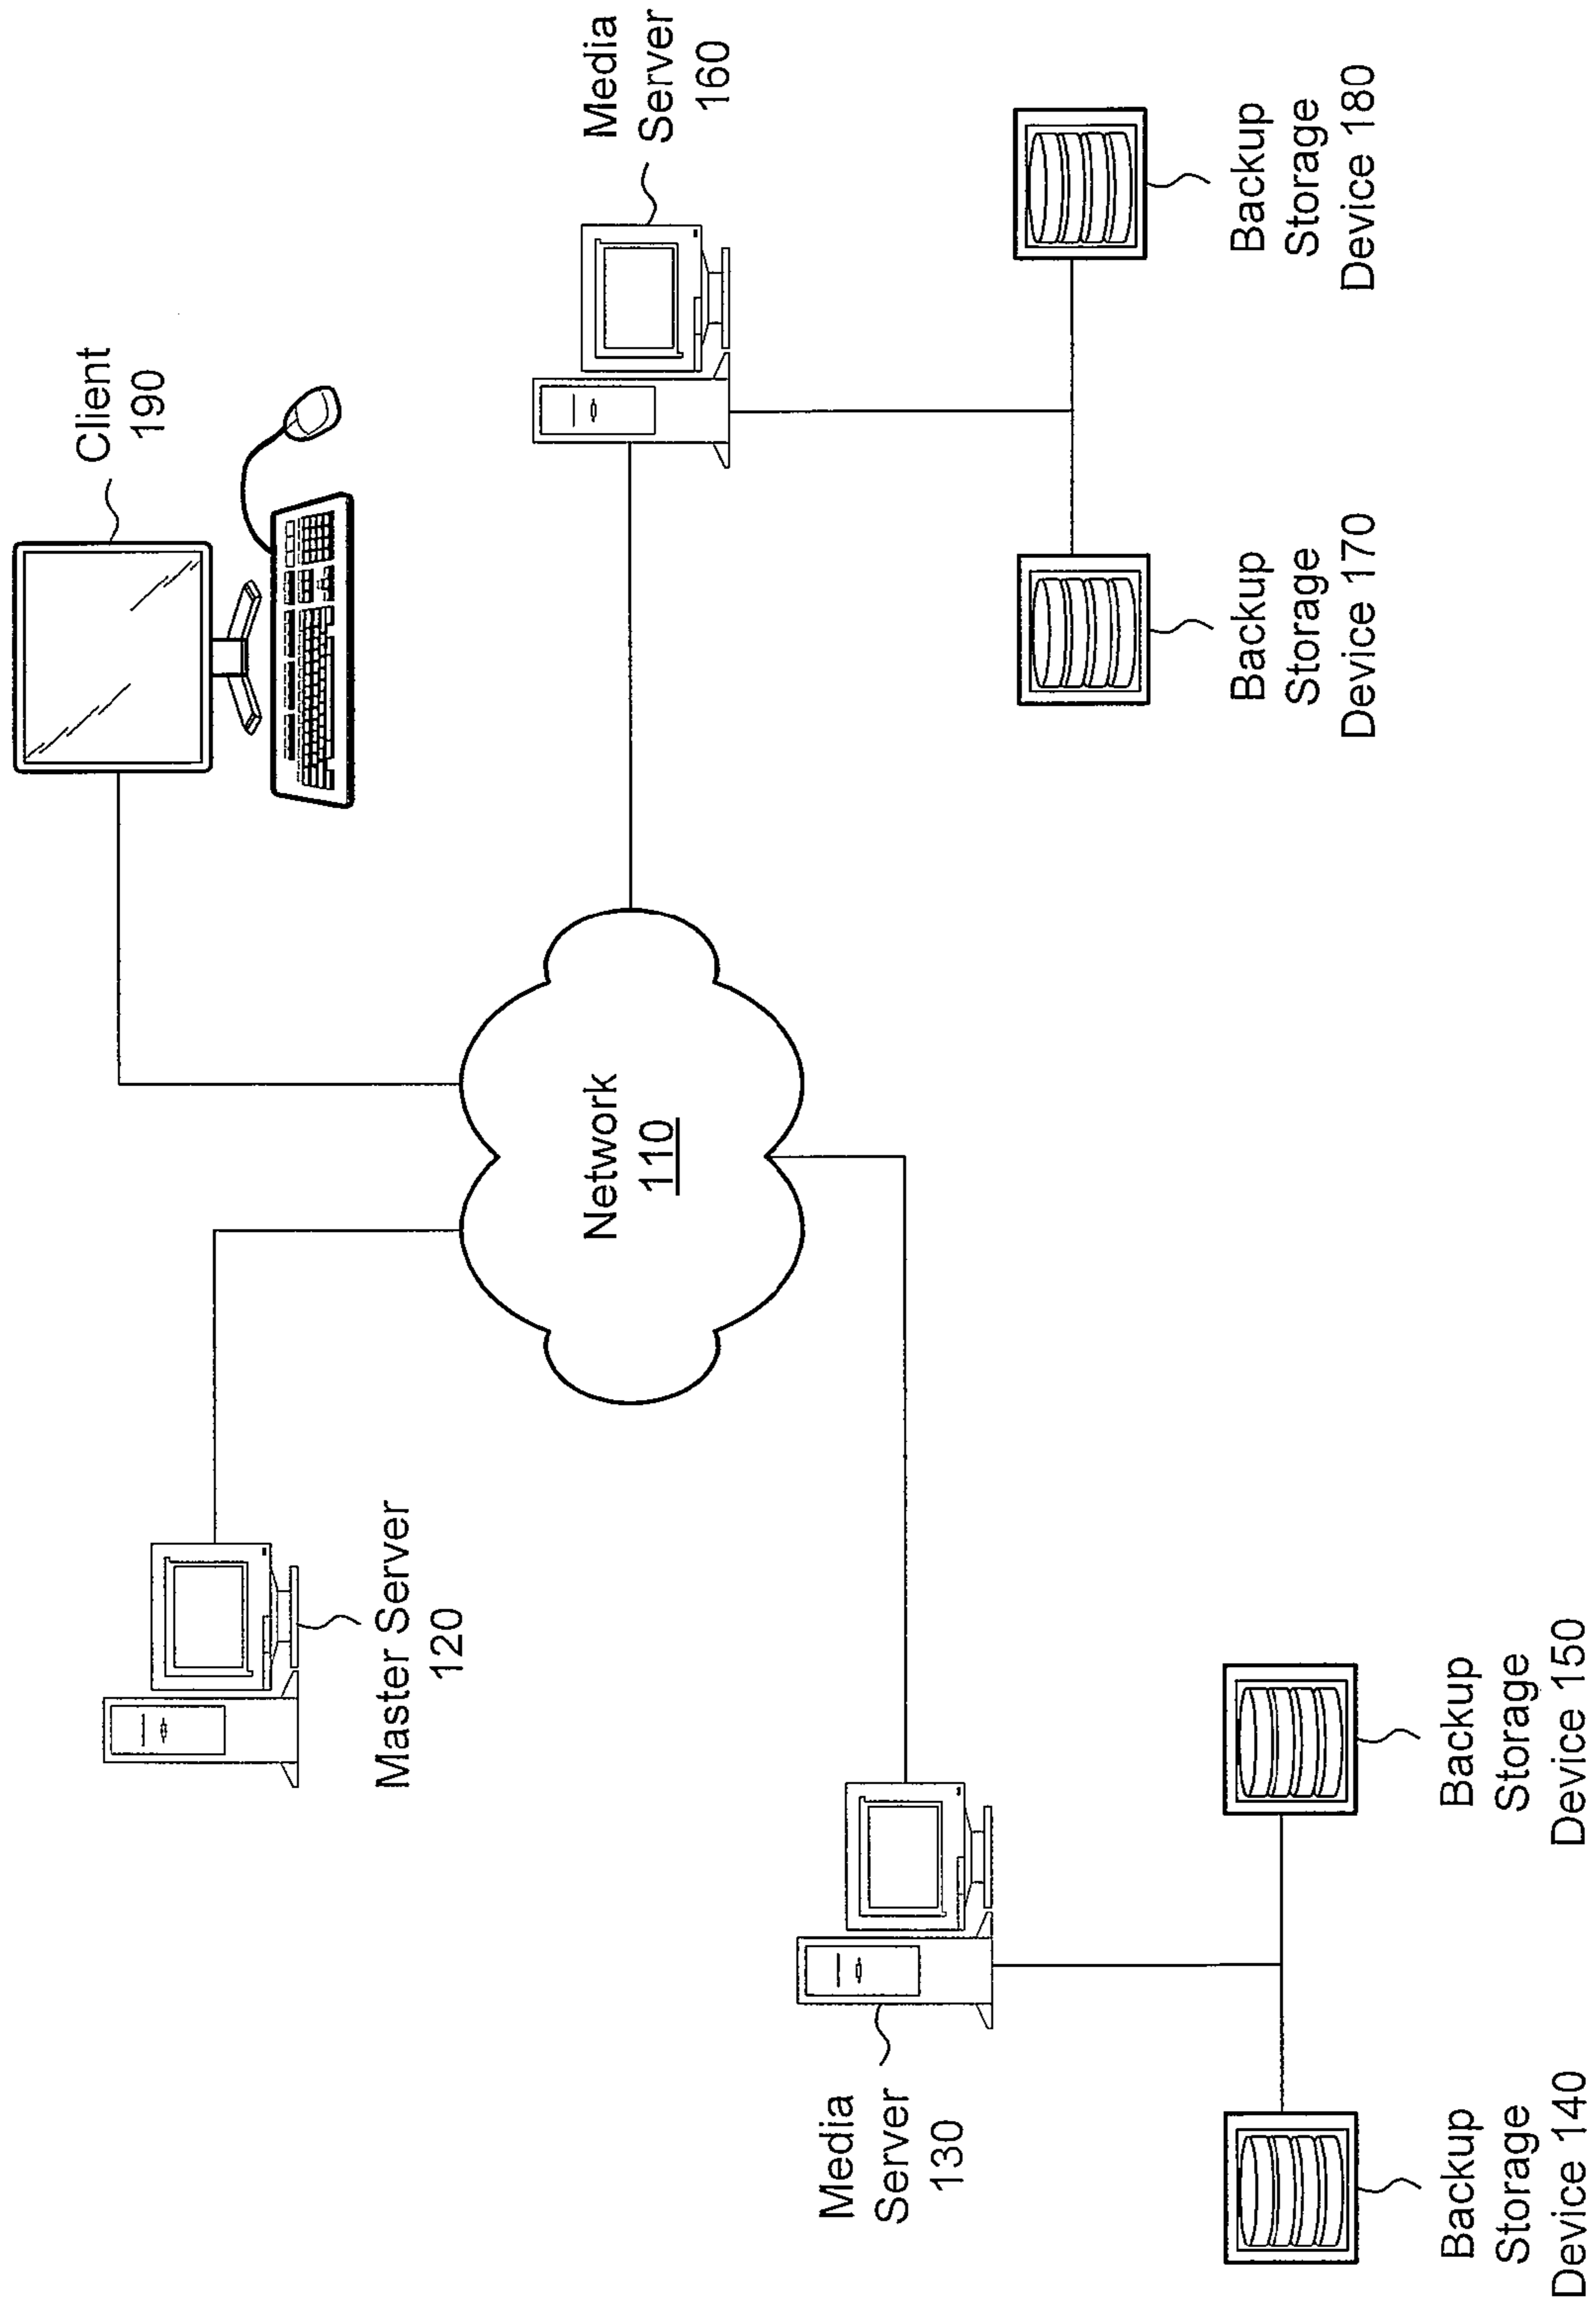 Client
190
Master Server
120
Network
110
Media
Server
160
Media
Server
130
Backup
Storage
Device 140
Backup
Storage
Device 150
Backup
Storage
Device 170
Backup
Storage
Device 180